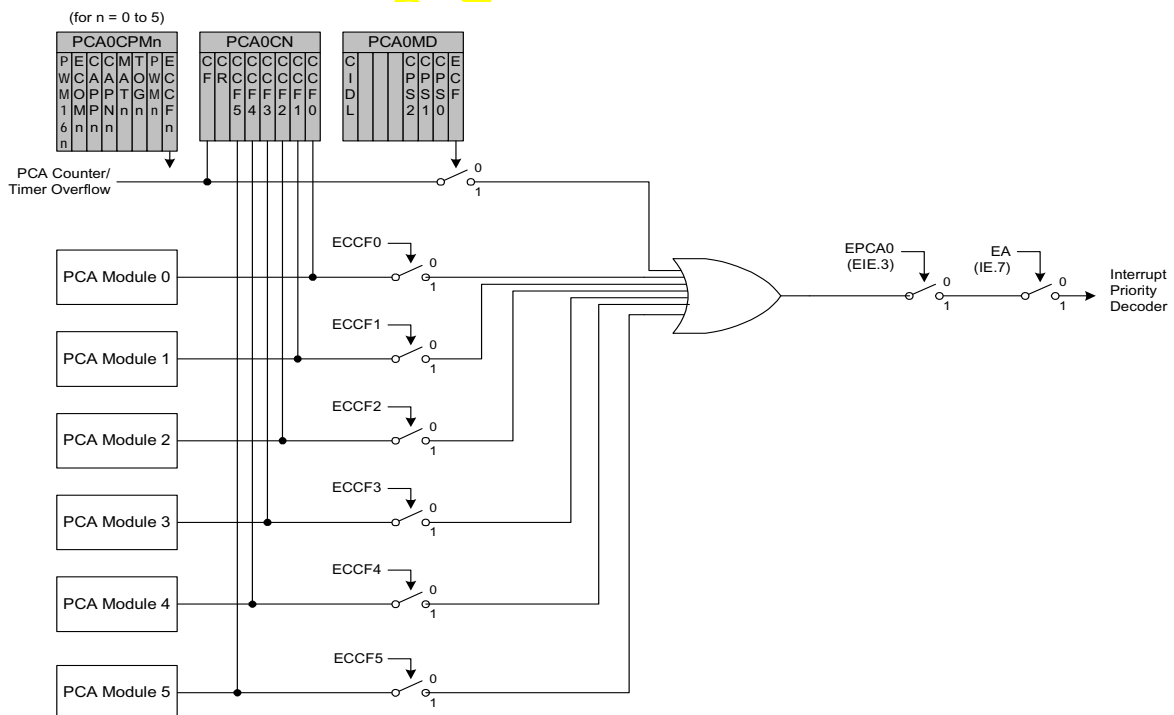 (for n = 0 to 5)
PCA0CPMn
PWM16n
ECOMn
CAPPn
CAPNn
MATn
TOGn
PWMn
ECCFn
PCA0CN
CF
CR
CCF5
CCF4
CCF3
CCF2
CCF1
CCF0
PCA0MD
CIDL
CPS2
CPS1
CPS0
ECF
PCA Counter/
Timer Overflow
0
1
PCA Module 0
ECCF0
0
1
EPCA0
(EIE.3)
0
1
EA
(IE.7)
0
1
Interrupt
Priority
Decoder
PCA Module 1
ECCF1
0
1
PCA Module 2
ECCF2
0
1
PCA Module 3
ECCF3
0
1
PCA Module 4
ECCF4
0
1
PCA Module 5
ECCF5
0
1